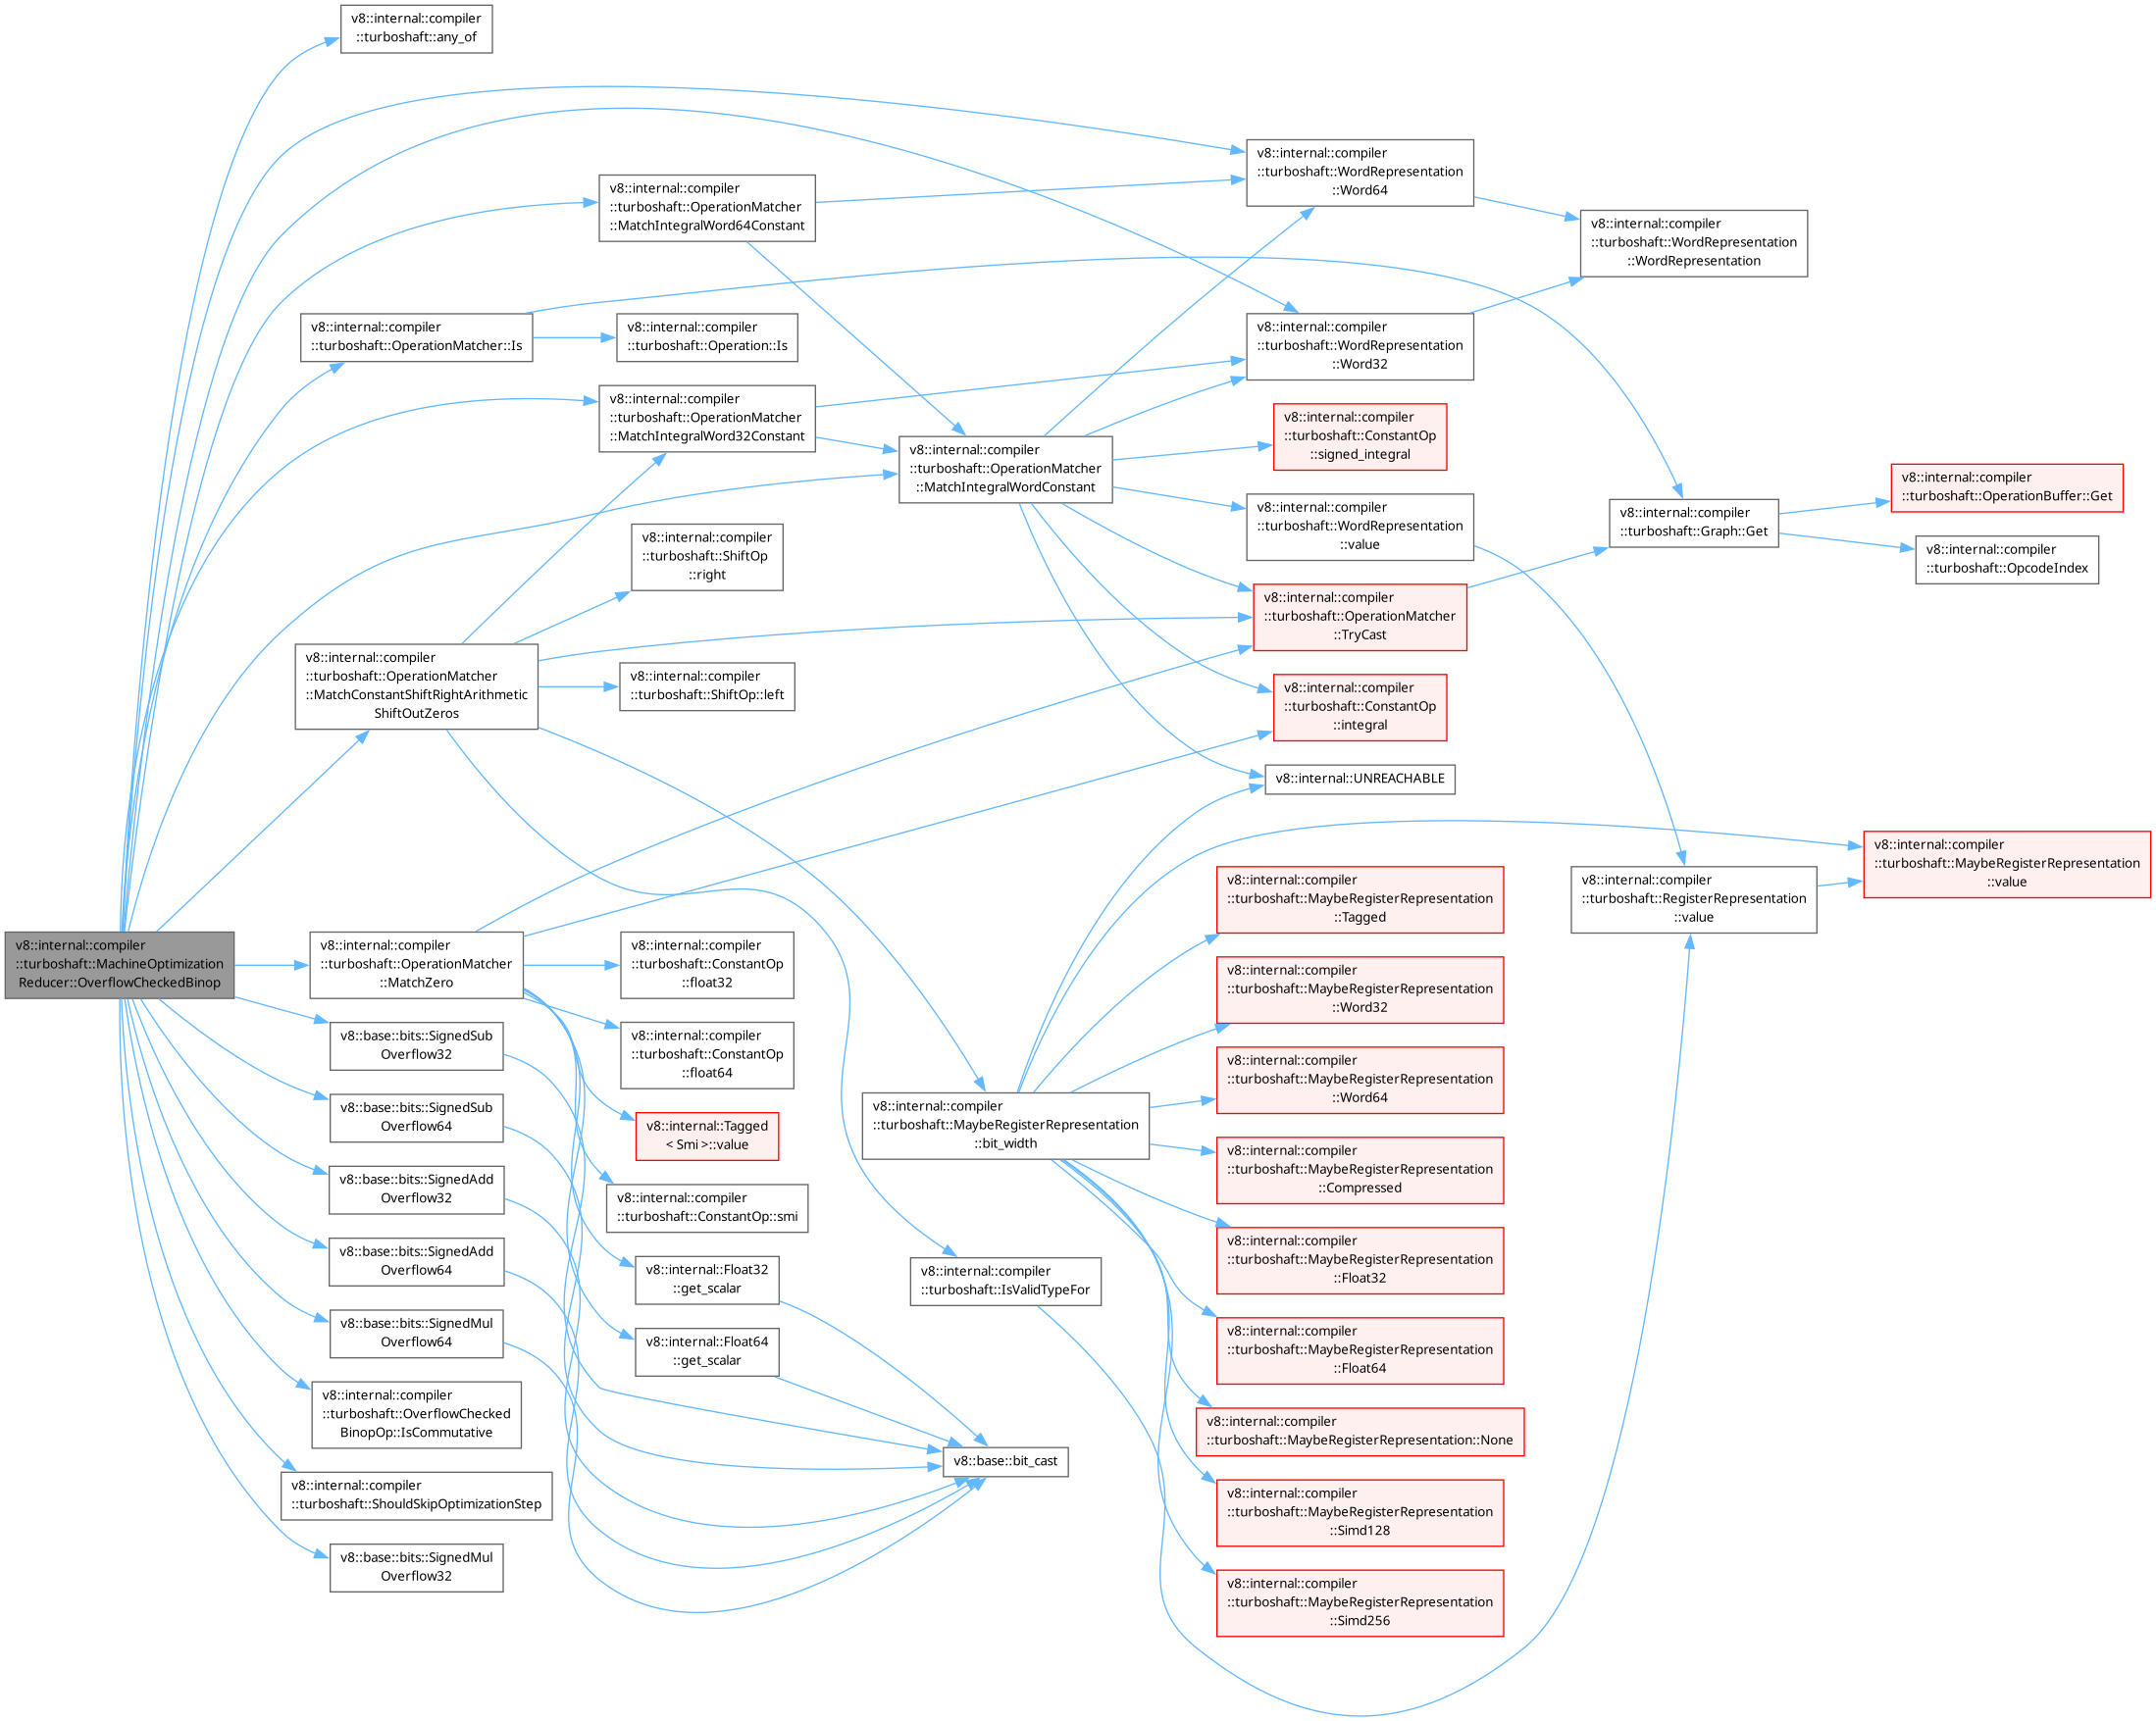 v8::internal::compiler
::turboshaft::any_of
v8::internal::compiler
::turboshaft::WordRepresentation
::Word64
v8::internal::compiler
::turboshaft::OperationMatcher
::MatchIntegralWord64Constant
v8::internal::compiler
::turboshaft::WordRepresentation
::WordRepresentation
v8::internal::compiler
::turboshaft::OperationMatcher::Is
v8::internal::compiler
::turboshaft::Operation::Is
v8::internal::compiler
::turboshaft::WordRepresentation
::Word32
v8::internal::compiler
::turboshaft::OperationMatcher
::MatchIntegralWord32Constant
v8::internal::compiler
::turboshaft::OperationMatcher
::MatchIntegralWordConstant
v8::internal::compiler
::turboshaft::ConstantOp
::signed_integral
v8::internal::compiler
::turboshaft::OperationBuffer::Get
v8::internal::compiler
::turboshaft::WordRepresentation
::value
v8::internal::compiler
::turboshaft::Graph::Get
v8::internal::compiler
::turboshaft::ShiftOp
::right
v8::internal::compiler
::turboshaft::OpcodeIndex
v8::internal::compiler
::turboshaft::OperationMatcher
::TryCast
v8::internal::compiler
::turboshaft::OperationMatcher
::MatchConstantShiftRightArithmetic
ShiftOutZeros
v8::internal::compiler
::turboshaft::ShiftOp::left
v8::internal::compiler
::turboshaft::ConstantOp
::integral
v8::internal::UNREACHABLE
v8::internal::compiler
::turboshaft::MaybeRegisterRepresentation
::value
v8::internal::compiler
::turboshaft::MaybeRegisterRepresentation
::Tagged
v8::internal::compiler
::turboshaft::RegisterRepresentation
::value
v8::internal::compiler
::turboshaft::MachineOptimization
Reducer::OverflowCheckedBinop
v8::internal::compiler
::turboshaft::OperationMatcher
::MatchZero
v8::internal::compiler
::turboshaft::ConstantOp
::float32
v8::internal::compiler
::turboshaft::MaybeRegisterRepresentation
::Word32
v8::base::bits::SignedSub
Overflow32
v8::internal::compiler
::turboshaft::ConstantOp
::float64
v8::internal::compiler
::turboshaft::MaybeRegisterRepresentation
::Word64
v8::base::bits::SignedSub
Overflow64
v8::internal::Tagged
< Smi >::value
v8::internal::compiler
::turboshaft::MaybeRegisterRepresentation
::bit_width
v8::internal::compiler
::turboshaft::MaybeRegisterRepresentation
::Compressed
v8::base::bits::SignedAdd
Overflow32
v8::internal::compiler
::turboshaft::ConstantOp::smi
v8::internal::compiler
::turboshaft::MaybeRegisterRepresentation
::Float32
v8::base::bits::SignedAdd
Overflow64
v8::internal::Float32
::get_scalar
v8::internal::compiler
::turboshaft::IsValidTypeFor
v8::base::bits::SignedMul
Overflow64
v8::internal::Float64
::get_scalar
v8::internal::compiler
::turboshaft::MaybeRegisterRepresentation
::Float64
v8::internal::compiler
::turboshaft::OverflowChecked
BinopOp::IsCommutative
v8::internal::compiler
::turboshaft::MaybeRegisterRepresentation::None
v8::base::bit_cast
v8::internal::compiler
::turboshaft::ShouldSkipOptimizationStep
v8::internal::compiler
::turboshaft::MaybeRegisterRepresentation
::Simd128
v8::base::bits::SignedMul
Overflow32
v8::internal::compiler
::turboshaft::MaybeRegisterRepresentation
::Simd256